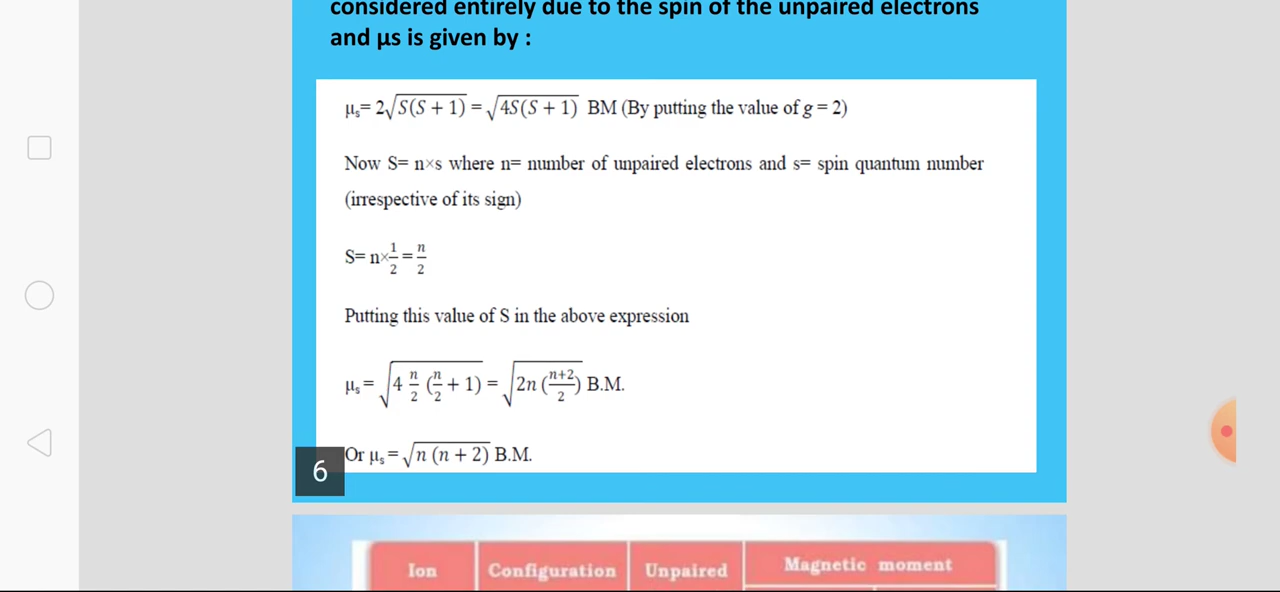 considered entirely due to the spin of the unpaired electrons
and μs is given by :
μₛ= 2√S(S + 1) = √4S(S + 1) BM (By putting the value of g = 2)
Now S= n×s where n= number of unpaired electrons and s= spin quantum number
(irrespective of its sign)
S= n×1/2=n/2
Putting this value of S in the above expression
μₛ = √4 n/2 (n/2 + 1) = √2n (n+2/2) B.M.
Or μₛ = √n (n + 2) B.M.
6
Ion Configuration Unpaired Magnetic moment